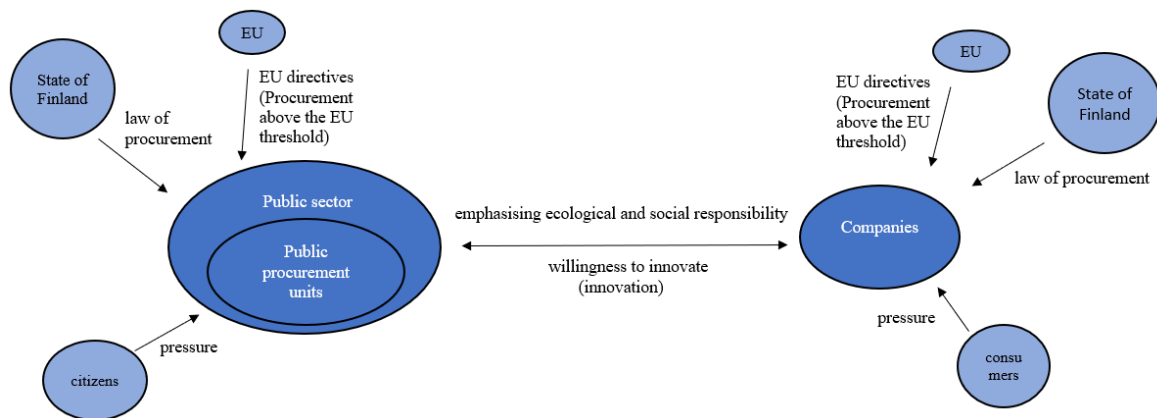 EU
State of
Finland
law of
procurement
EU directives
(Procurement
above the EU
threshold)
Public sector
Public
procurement
units
citizens
pressure
emphasising ecological and social responsibility
willingness to innovate
(innovation)
EU
EU directives
(Procurement
above the EU
threshold)
State of
Finland
law of procurement
Companies
pressure
consu
mers